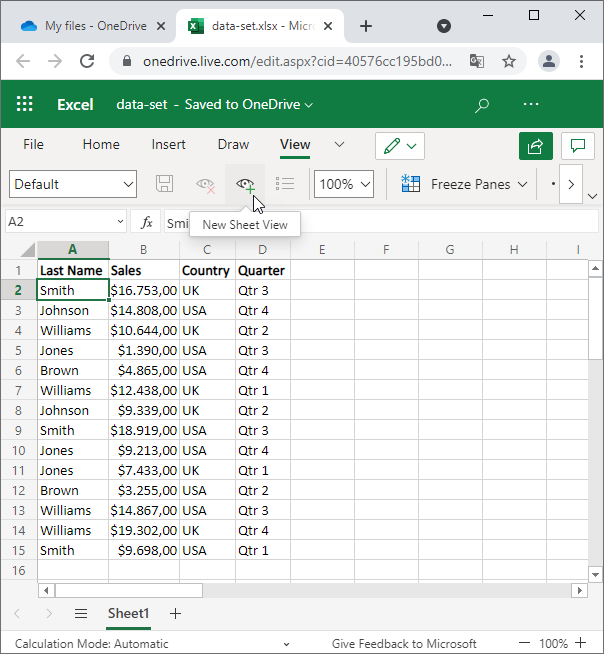 My files - OneDrive
data-set.xlsx - Micro
onedrive.live.com/edit.aspx?cid=40576cc195bd0...
Excel data-set - Saved to OneDrive
File Home Insert Draw View
Default 100% Freeze Panes
A2 fx Smi
New Sheet View
A B C D E F G H I
1 Last Name Sales Country Quarter
2 Smith $16.753,00 UK Qtr 3
3 Johnson $14.808,00 USA Qtr 4
4 Williams $10.644,00 UK Qtr 2
5 Jones $1.390,00 USA Qtr 3
6 Brown $4.865,00 USA Qtr 4
7 Williams $12.438,00 UK Qtr 1
8 Johnson $9.339,00 UK Qtr 2
9 Smith $18.919,00 USA Qtr 3
10 Jones $9.213,00 USA Qtr 4
11 Jones $7.433,00 UK Qtr 1
12 Brown $3.255,00 USA Qtr 2
13 Williams $14.867,00 USA Qtr 3
14 Williams $19.302,00 UK Qtr 4
15 Smith $9.698,00 USA Qtr 1
16
Sheet1
Calculation Mode: Automatic Give Feedback to Microsoft 100%